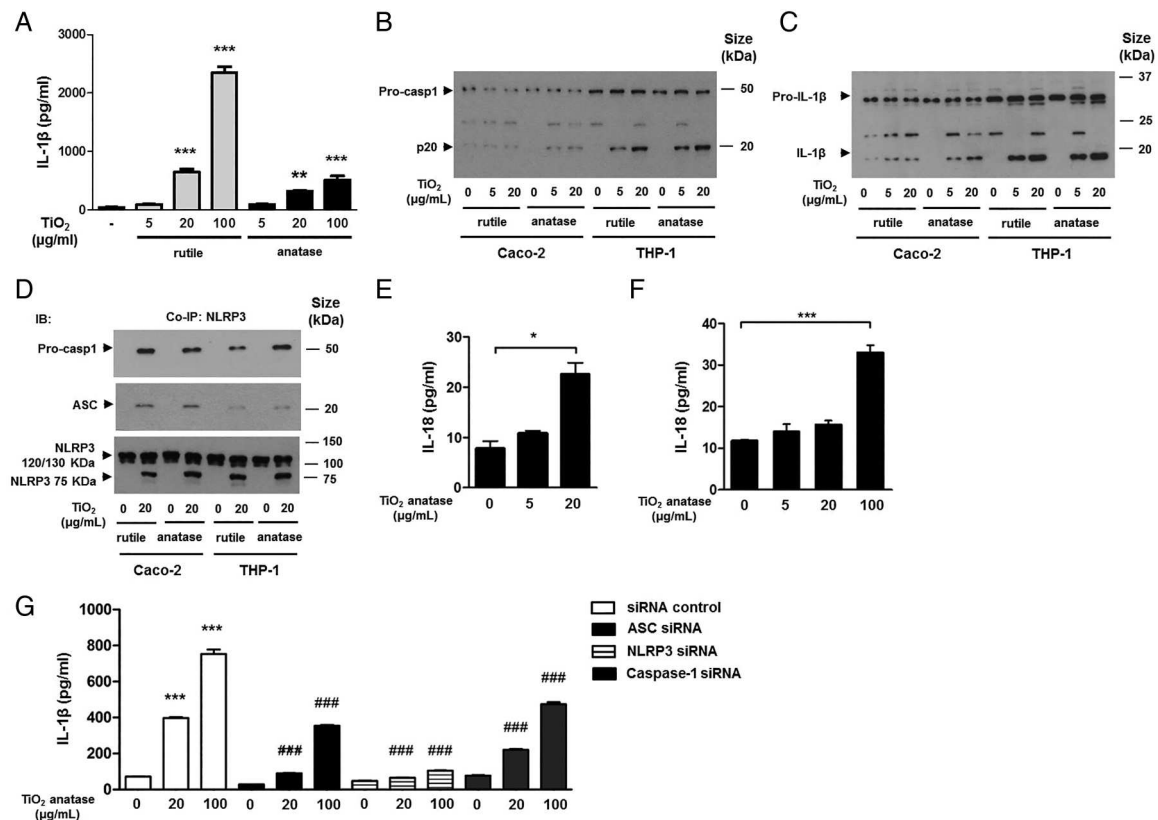 A
3000
2000
1000
0
IL-1β (pg/ml)
***
***
**
***
TiO2
(µg/ml)
- 5 20 100 5 20 100
rutile anatase
B
Size
(kDa)
Pro-casp1
50
p20
20
TiO2
(µg/mL)
0 5 20 0 5 20 0 5 20 0 5 20
rutile anatase rutile anatase
Caco-2 THP-1
C
Size
(kDa)
37
Pro-IL-1β
25
IL-1β
20
TiO2
(µg/mL)
0 5 20 0 5 20 0 5 20 0 5 20
rutile anatase rutile anatase
Caco-2 THP-1
D
Size
(kDa)
IB: Co-IP: NLRP3
Pro-casp1
50
ASC
20
NLRP3
120/130 KDa
NLRP3 75 KDa
150
100
75
TiO2
(µg/mL)
0 20 0 20 0 20 0 20
rutile anatase rutile anatase
Caco-2 THP-1
E
30
20
10
0
IL-18 (pg/ml)
*
TiO2 anatase
(µg/mL)
0 5 20
F
40
30
20
10
0
IL-18 (pg/ml)
***
TiO2 anatase
(µg/mL)
0 5 20 100
G
1000
800
600
400
200
0
IL-1β (pg/ml)
***
***
###
###
###
###
###
###
TiO2 anatase
(µg/mL)
0 20 100 0 20 100 0 20 100 0 20 100
siRNA control
ASC siRNA
NLRP3 siRNA
Caspase-1 siRNA